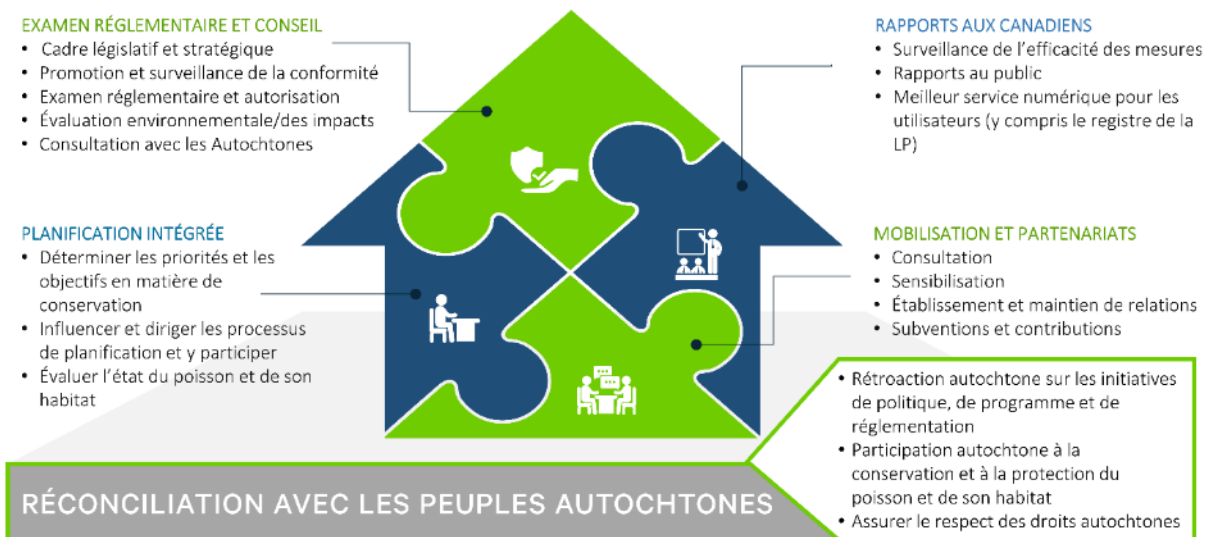 EXAMEN RÉGLEMENTAIRE ET CONSEIL
• Cadre législatif et stratégique
• Promotion et surveillance de la conformité
• Examen réglementaire et autorisation
• Évaluation environnementale/des impacts
• Consultation avec les Autochtones
RAPPORTS AUX CANADIENS
• Surveillance de l'efficacité des mesures
• Rapports au public
• Meilleur service numérique pour les
utilisateurs (y compris le registre de la
LP)
PLANIFICATION INTÉGRÉE
• Déterminer les priorités et les
objectifs en matière de
conservation
• Influencer et diriger les processus
de planification et y participer
• Évaluer l'état du poisson et de son
habitat
MOBILISATION ET PARTENARIATS
• Consultation
• Sensibilisation
• Établissement et maintien de relations
• Subventions et contributions
• Rétroaction autochtone sur les initiatives
de politique, de programme et de
réglementation
• Participation autochtone à la
conservation et à la protection du
poisson et de son habitat
• Assurer le respect des droits autochtones
RÉCONCILIATION AVEC LES PEUPLES AUTOCHTONES